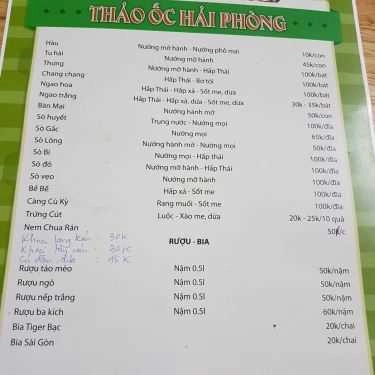 THẢO ỐC HẢI PHÒNG
Hàu Nướng mỡ hành - Nướng phô mai 10k/con
Tu hài Nướng mỡ hành 45k/con
Thưng Nướng mỡ hành - Hấp Thái 100k/bát
Chang chang Hấp Thái - Bơ tỏi 100k/bát
Ngao hoa Hấp Thái - Hấp xả - Sốt me, dừa 100k/bát
Ngao trắng Hấp Thái - Hấp xả, dừa - Sốt me, dừa 30k - 35k/bát
Bàn Mai Nướng mỡ hành 50k/con
Sò huyết Trụng nước - Nướng mọi 100k/đĩa
Sò Gấc Nướng mọi 60k/đĩa
Sò Lông Nướng mỡ hành - Nướng mọi 50k/đĩa
Sò Bi Nướng mọi - Hấp thái 100k/đĩa
Sò đỏ Nướng mỡ hành - Hấp Thái 100k/đĩa
Sò vẹo Nướng mỡ hành 100k/đĩa
Bề Bề Hấp xả - Sốt me 100k/đĩa
Càng Cù Kỳ Rang muối - Sốt me 100k/đĩa
Trứng Cút Luộc - Xào me, dừa 20k - 25k/10 quả
Nem Chua Rán 50k/c
Khoai lang kén : 30k
RƯỢU - BIA
: 15k
Rượu táo mèo Nậm 0.5l 50k/nậm
Rượu ngô Nậm 0.5l 50k/nậm
Rượu nếp trắng Nậm 0.5l 50k/nậm
Rượu ba kích Nậm 0.5l 60k/nậm
Bia Tiger Bạc 20k/chai
Bia Sài Gòn 20k/chai